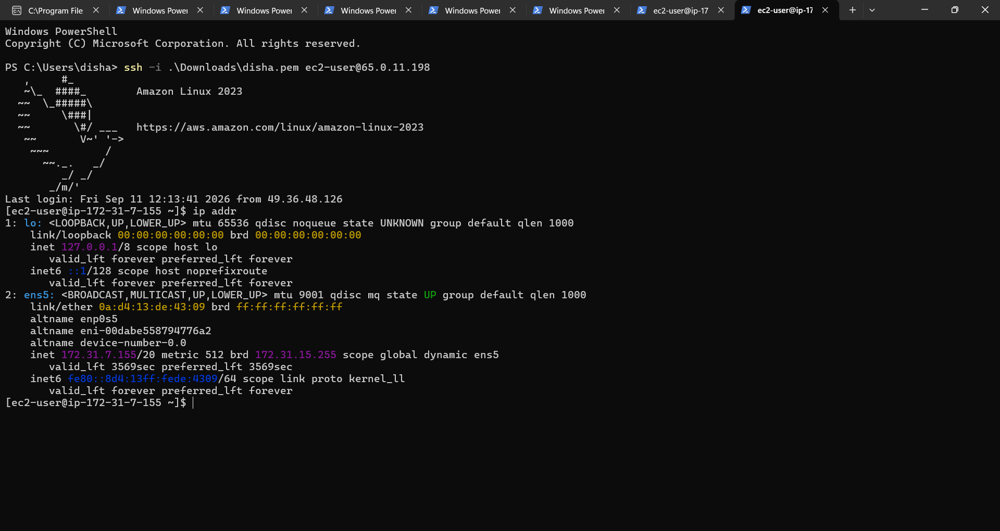 C:\Program File
Windows Power
Windows Power
Windows Power
Windows Power
Windows Power
ec2-user@ip-17
ec2-user@ip-17
Windows PowerShell
Copyright (C) Microsoft Corporation. All rights reserved.
PS C:\Users\disha> ssh -i .\Downloads\disha.pem ec2-user@65.0.11.198
   ,     #_
   ~\_  ####_        Amazon Linux 2023
  ~~  \_#####\
  ~~     \###|
  ~~       \#/ ___   https://aws.amazon.com/linux/amazon-linux-2023
   ~~       V~' '->
    ~~~         /
      ~~._.   _/
         _/ _/
       _/m/'
Last login: Fri Sep 11 12:13:41 2026 from 49.36.48.126
[ec2-user@ip-172-31-7-155 ~]$ ip addr
1: lo: <LOOPBACK,UP,LOWER_UP> mtu 65536 qdisc noqueue state UNKNOWN group default qlen 1000
    link/loopback 00:00:00:00:00:00 brd 00:00:00:00:00:00
    inet 127.0.0.1/8 scope host lo
       valid_lft forever preferred_lft forever
    inet6 ::1/128 scope host noprefixroute
       valid_lft forever preferred_lft forever
2: ens5: <BROADCAST,MULTICAST,UP,LOWER_UP> mtu 9001 qdisc mq state UP group default qlen 1000
    link/ether 0a:d4:13:de:43:09 brd ff:ff:ff:ff:ff:ff
    altname enp0s5
    altname eni-00dabe558794776a2
    altname device-number-0.0
    inet 172.31.7.155/20 metric 512 brd 172.31.15.255 scope global dynamic ens5
       valid_lft 3569sec preferred_lft 3569sec
    inet6 fe80::8d4:13ff:fede:4309/64 scope link proto kernel_ll
       valid_lft forever preferred_lft forever
[ec2-user@ip-172-31-7-155 ~]$